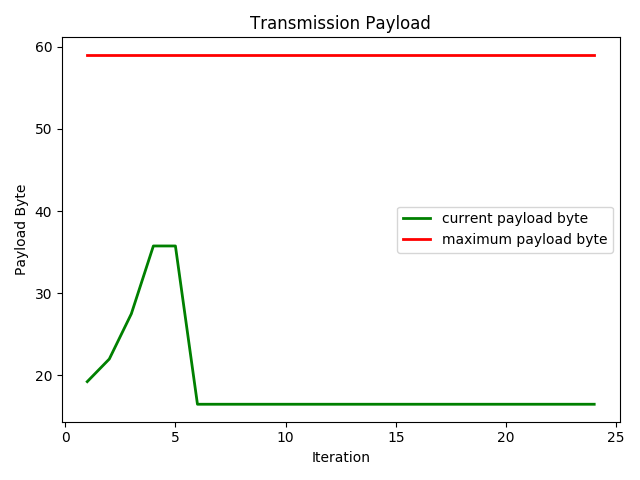 Transmission Payload
Payload Byte
60
50
40
30
20
current payload byte
maximum payload byte
0
5
10
15
20
25
Iteration